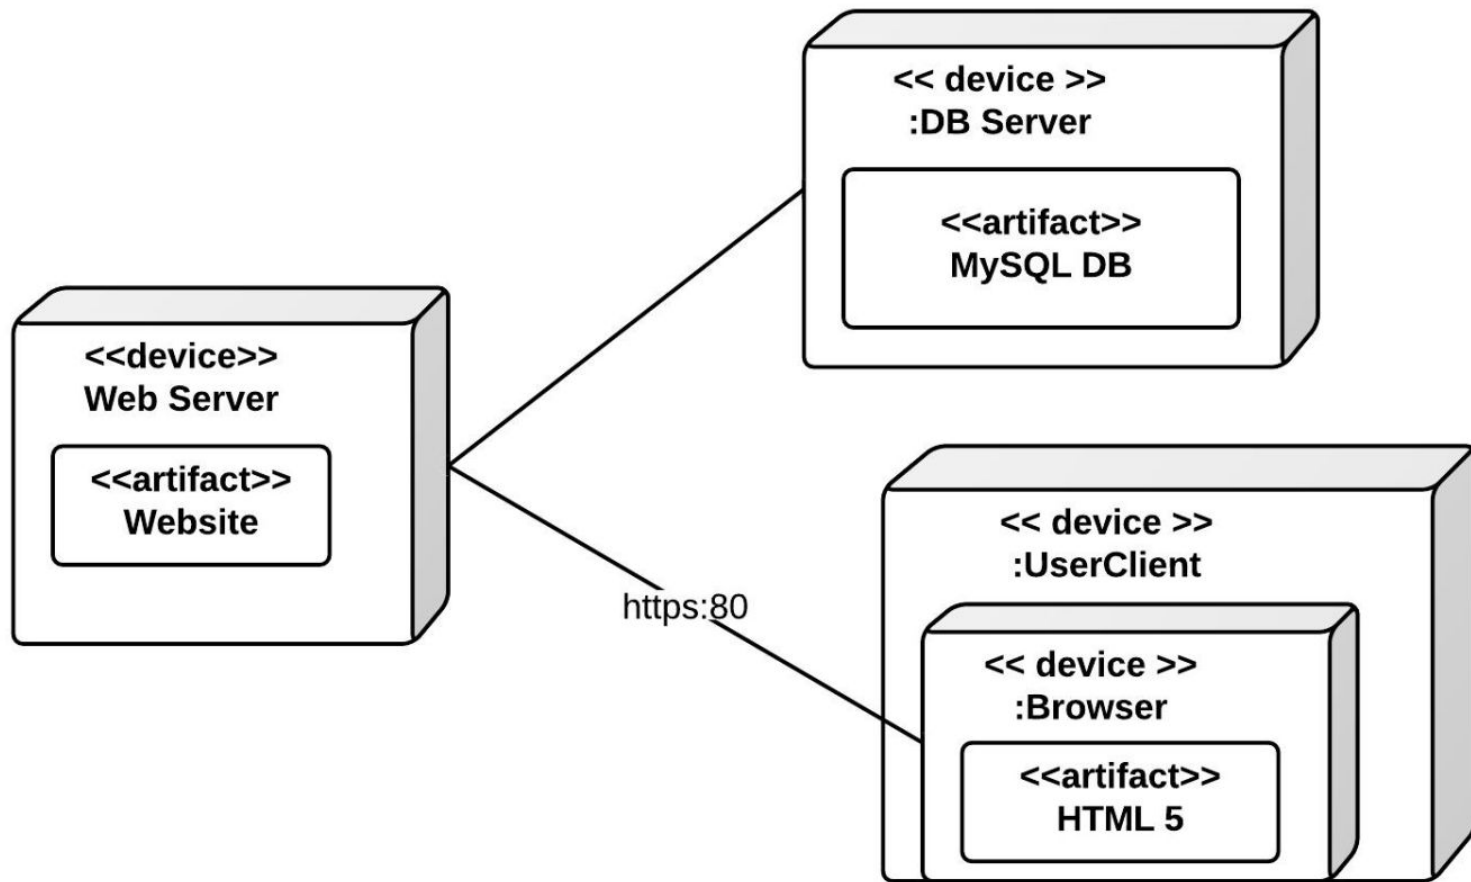 << device >>
:DB Server
<<artifact>>
MySQL DB
<<device>>
Web Server
<<artifact>>
Website
https:80
<< device >>
:UserClient
<< device >>
:Browser
<<artifact>>
HTML 5